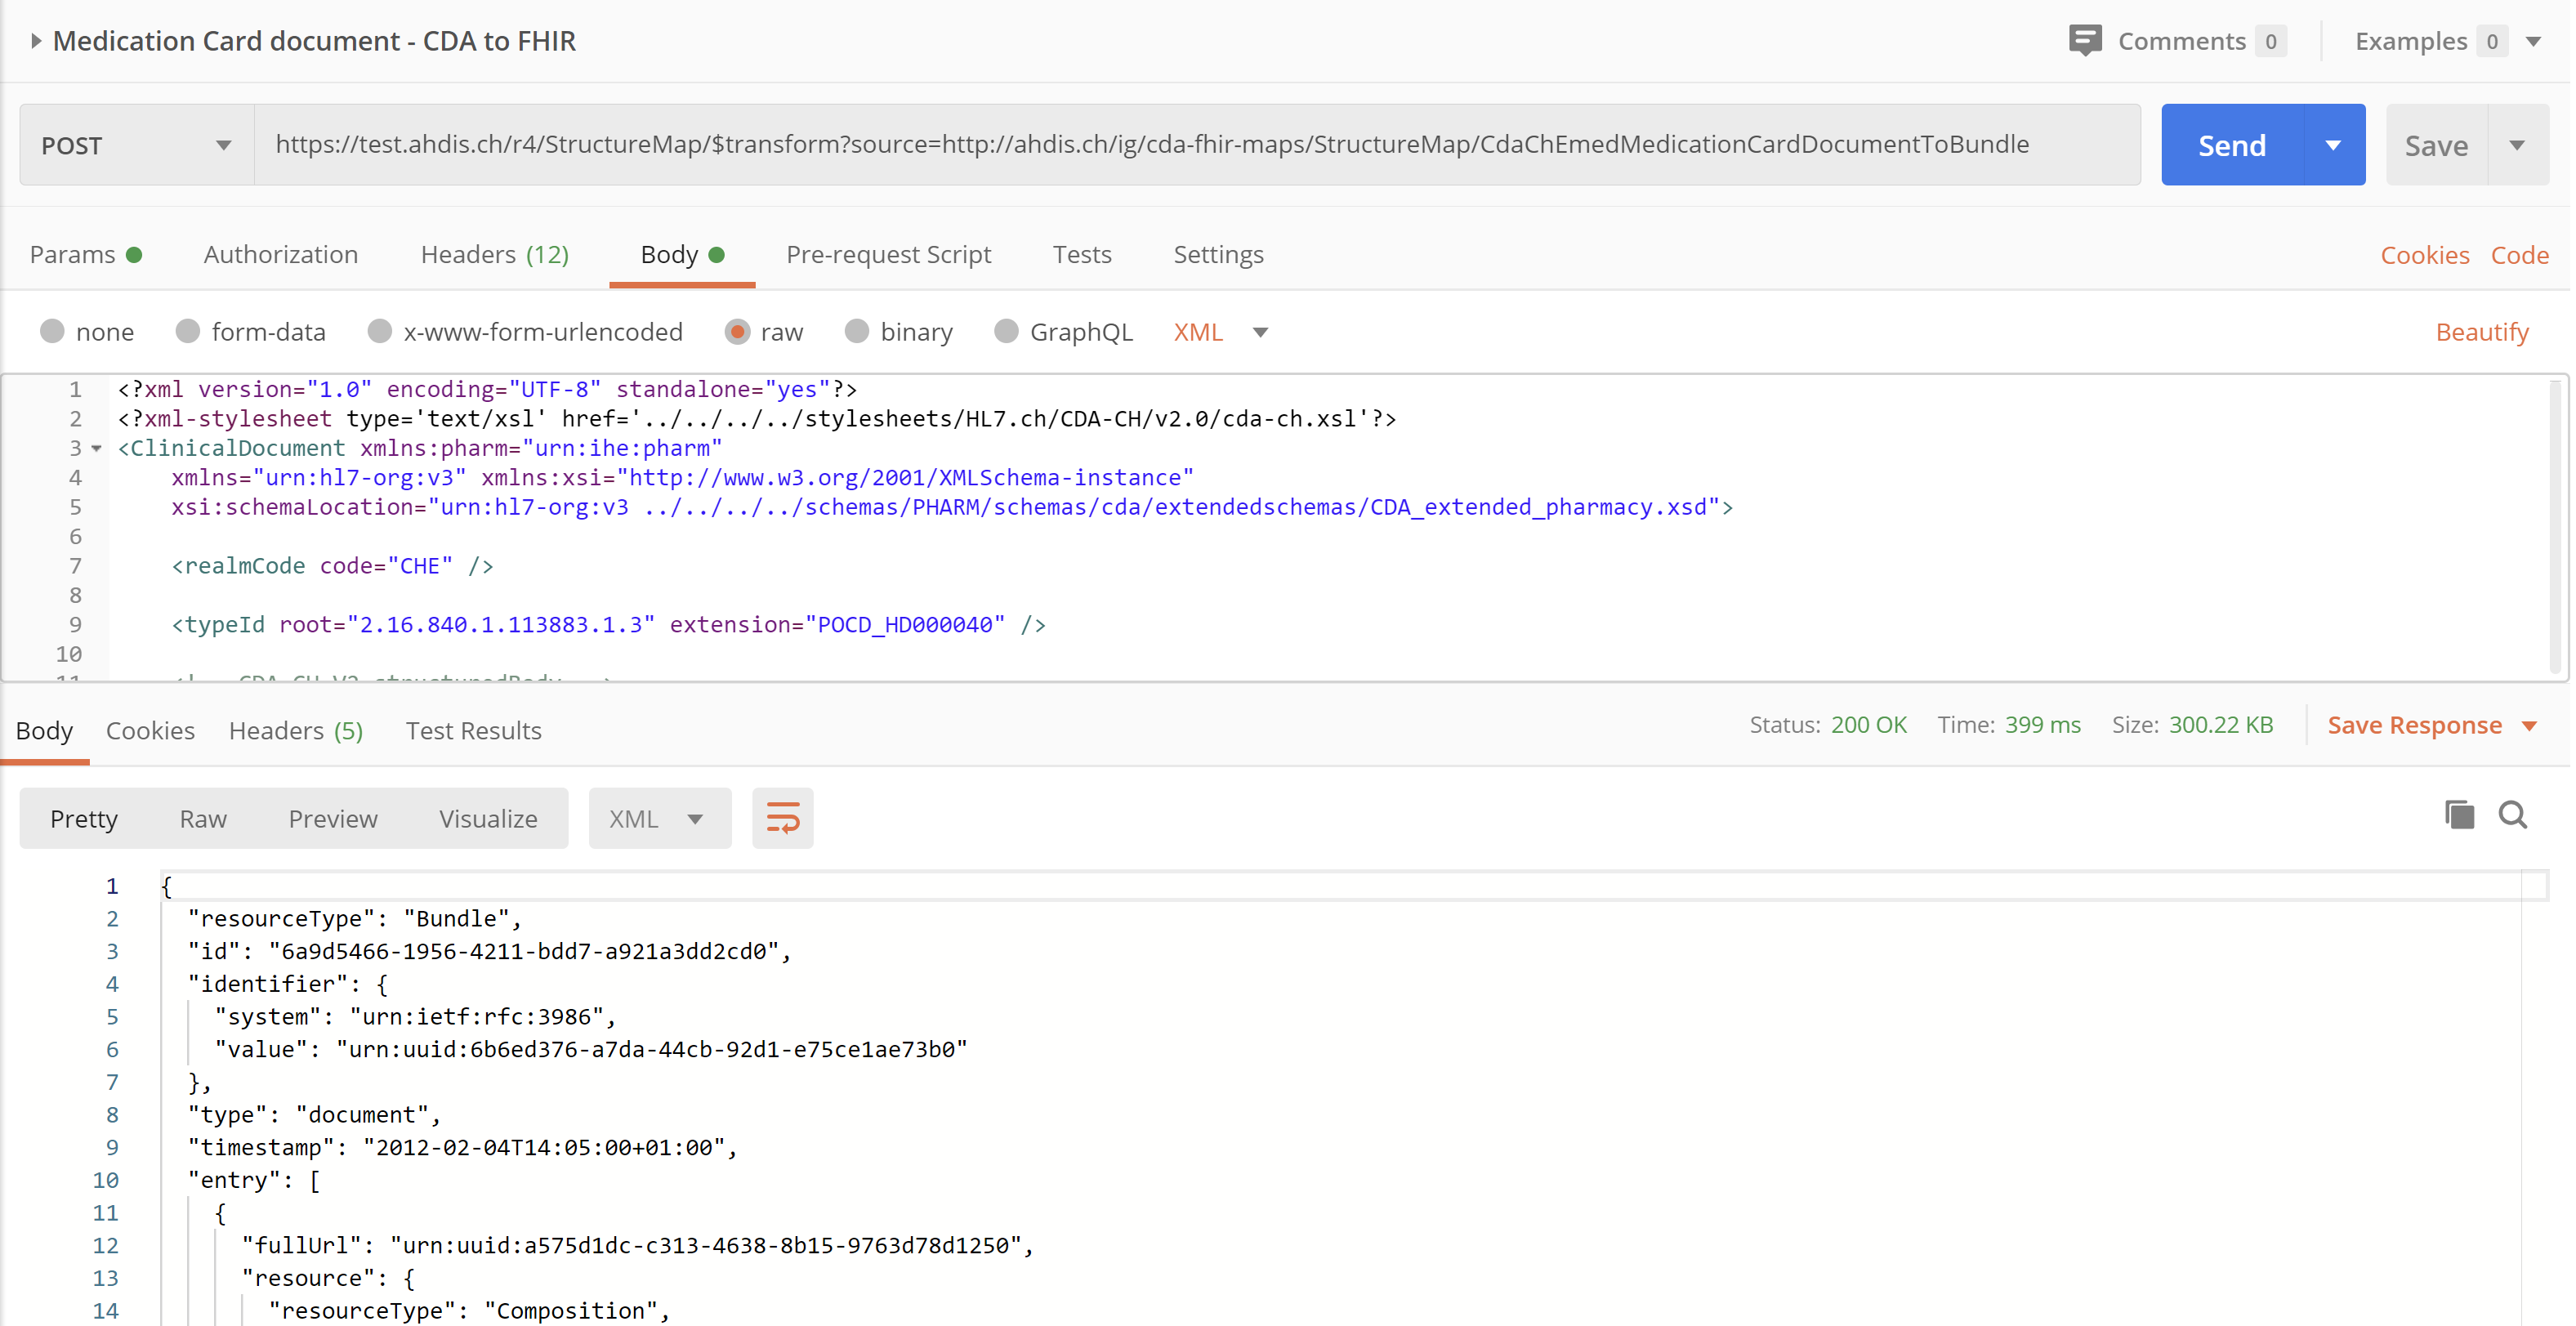 Medication Card document - CDA to FHIR
Comments 0 Examples 0
POST https://test.ahdis.ch/r4/StructureMap/$transform?source=http://ahdis.ch/ig/cda-fhir-maps/StructureMap/CdaChEmedMedicationCardDocumentToBundle Send Save
Params Authorization Headers (12) Body Pre-request Script Tests Settings Cookies Code
none form-data x-www-form-urlencoded raw binary GraphQL XML Beautify
1 <?xml version="1.0" encoding="UTF-8" standalone="yes"?>
2 <?xml-stylesheet type='text/xsl' href='../../../../stylesheets/HL7.ch/CDA-CH/v2.0/cda-ch.xsl'?>
3 <ClinicalDocument xmlns:pharm="urn:ihe:pharm"
4 xmlns="urn:hl7-org:v3" xmlns:xsi="http://www.w3.org/2001/XMLSchema-instance"
5 xsi:schemaLocation="urn:hl7-org:v3 ../../../../schemas/PHARM/schemas/cda/extendedschemas/CDA_extended_pharmacy.xsd">
6
7 <realmCode code="CHE" />
8
9 <typeId root="2.16.840.1.113883.1.3" extension="POCD_HD000040" />
10
11 <!-- CDA-CH V2 structuredBody -->
Body Cookies Headers (5) Test Results Status: 200 OK Time: 399 ms Size: 300.22 KB Save Response
Pretty Raw Preview Visualize XML
1 {
2 "resourceType": "Bundle",
3 "id": "6a9d5466-1956-4211-bdd7-a921a3dd2cd0",
4 "identifier": {
5 "system": "urn:ietf:rfc:3986",
6 "value": "urn:uuid:6b6ed376-a7da-44cb-92d1-e75ce1ae73b0"
7 },
8 "type": "document",
9 "timestamp": "2012-02-04T14:05:00+01:00",
10 "entry": [
11 {
12 "fullUrl": "urn:uuid:a575d1dc-c313-4638-8b15-9763d78d1250",
13 "resource": {
14 "resourceType": "Composition",